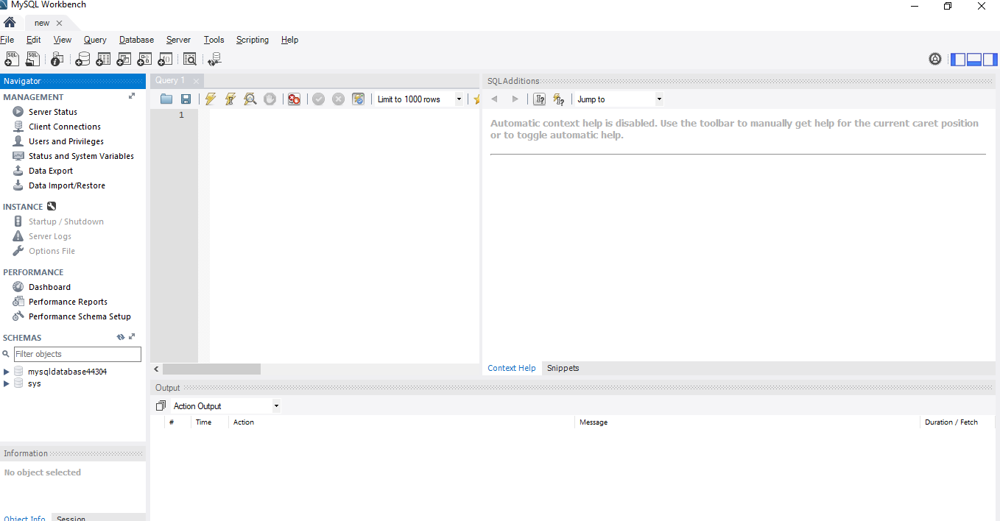 MySQL Workbench
new
File Edit View Query Database Server Tools Scripting Help
Navigator
MANAGEMENT
Server Status
Client Connections
Users and Privileges
Status and System Variables
Data Export
Data Import/Restore
INSTANCE
Startup / Shutdown
Server Logs
Options File
PERFORMANCE
Dashboard
Performance Reports
Performance Schema Setup
SCHEMAS
Filter objects
mysqldatabase44304
sys
Information
No object selected
Object Info Session
Query 1
Limit to 1000 rows
1
SQLAdditions
Jump to
Automatic context help is disabled. Use the toolbar to manually get help for the current caret position
or to toggle automatic help.
Context Help Snippets
Output
Action Output
# Time Action Message Duration / Fetch